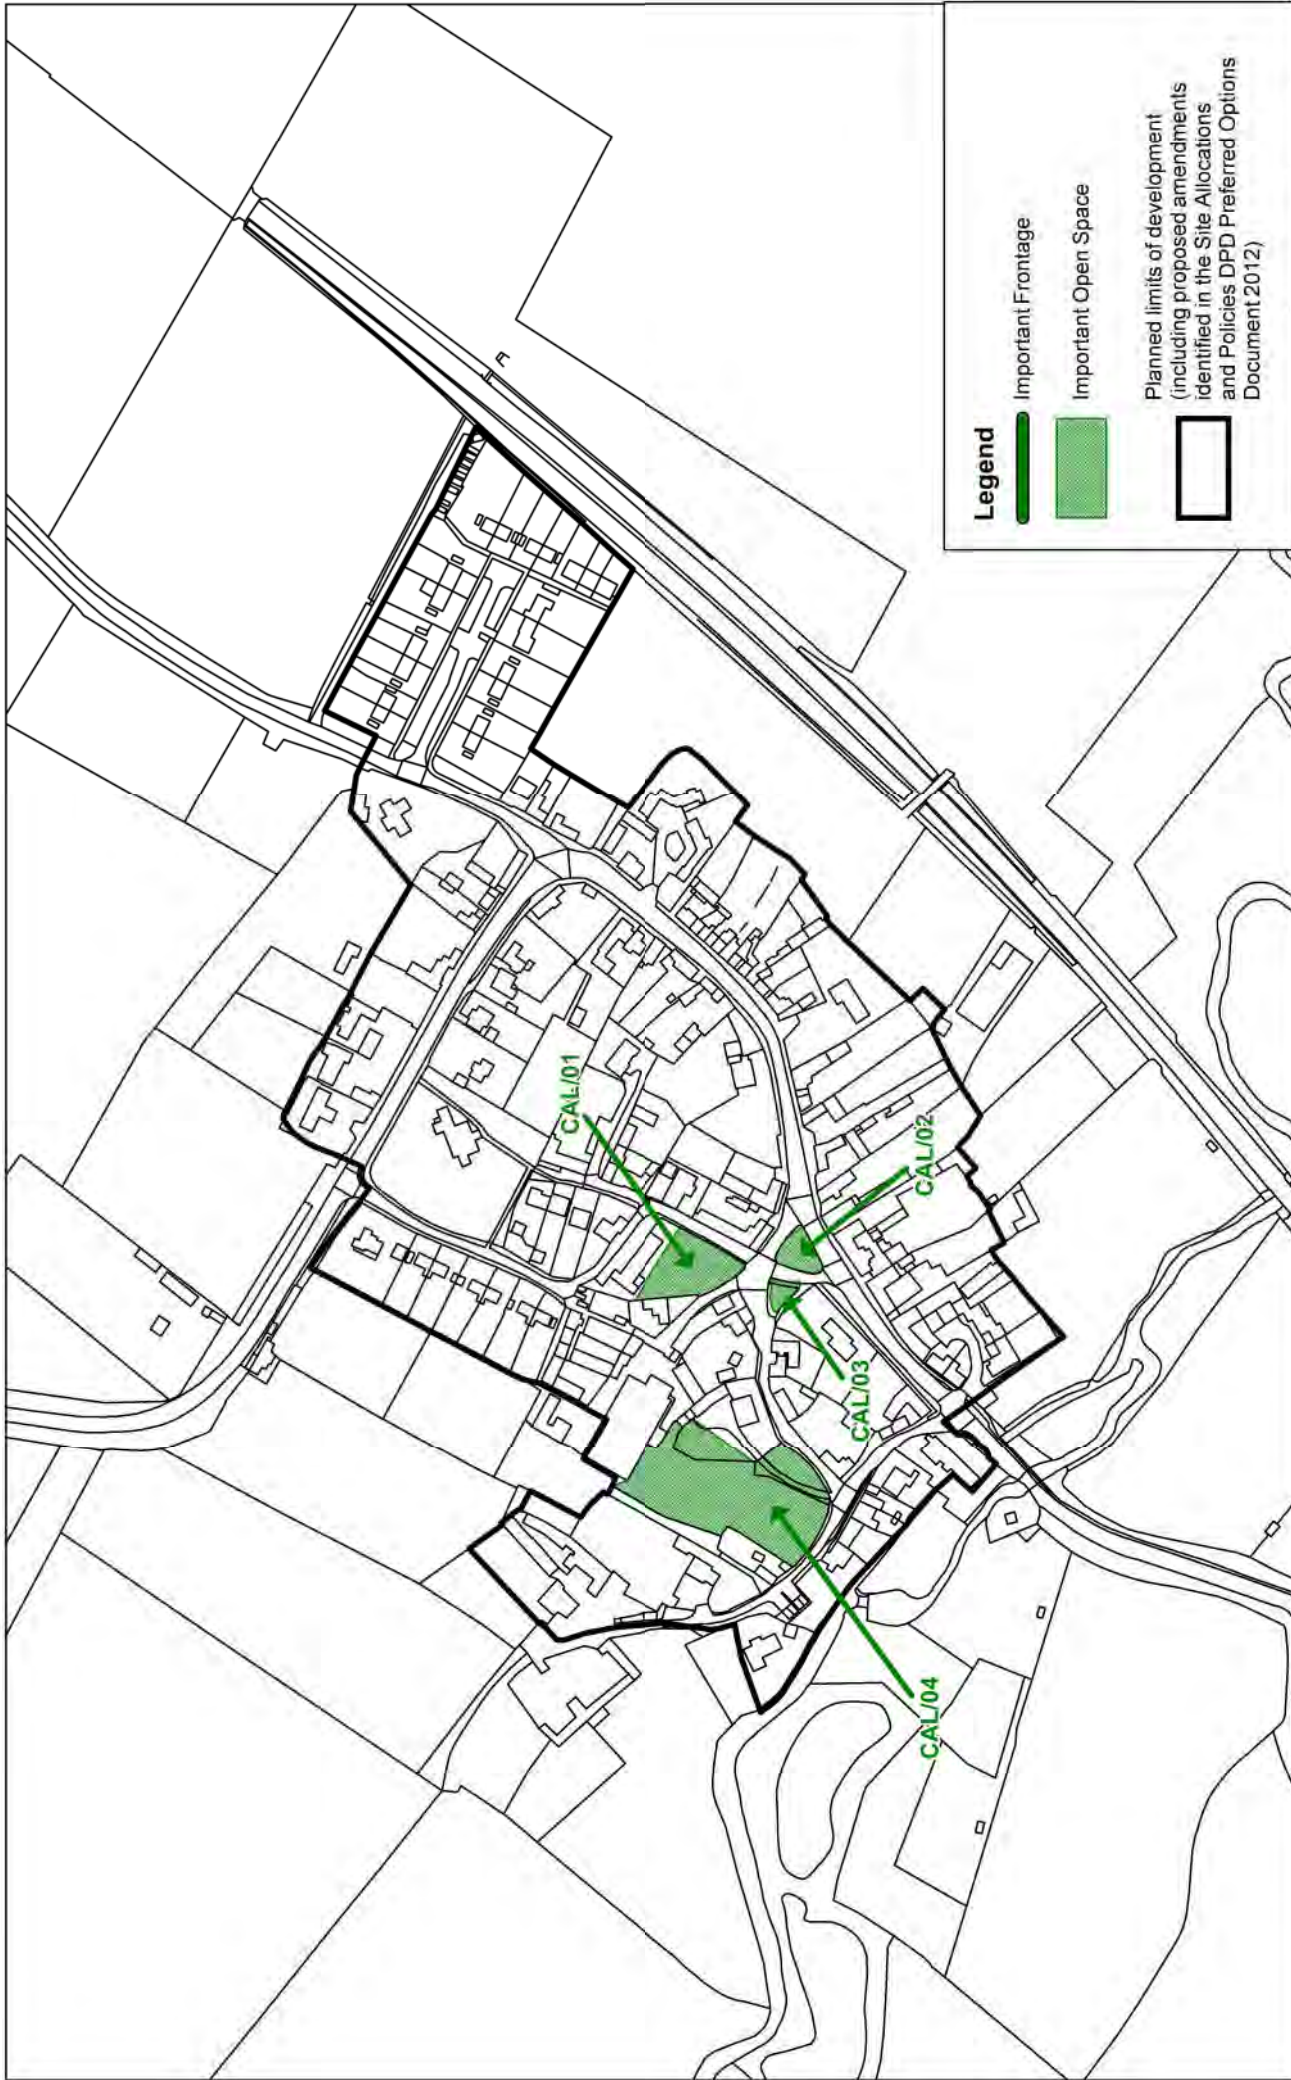 CAL/01
CAL/02
CAL/03
CAL/04
Legend
Important Frontage
Important Open Space
Planned limits of development
(including proposed amendments
identified in the Site Allocations
and Policies DPD Preferred Options
Document 2012)